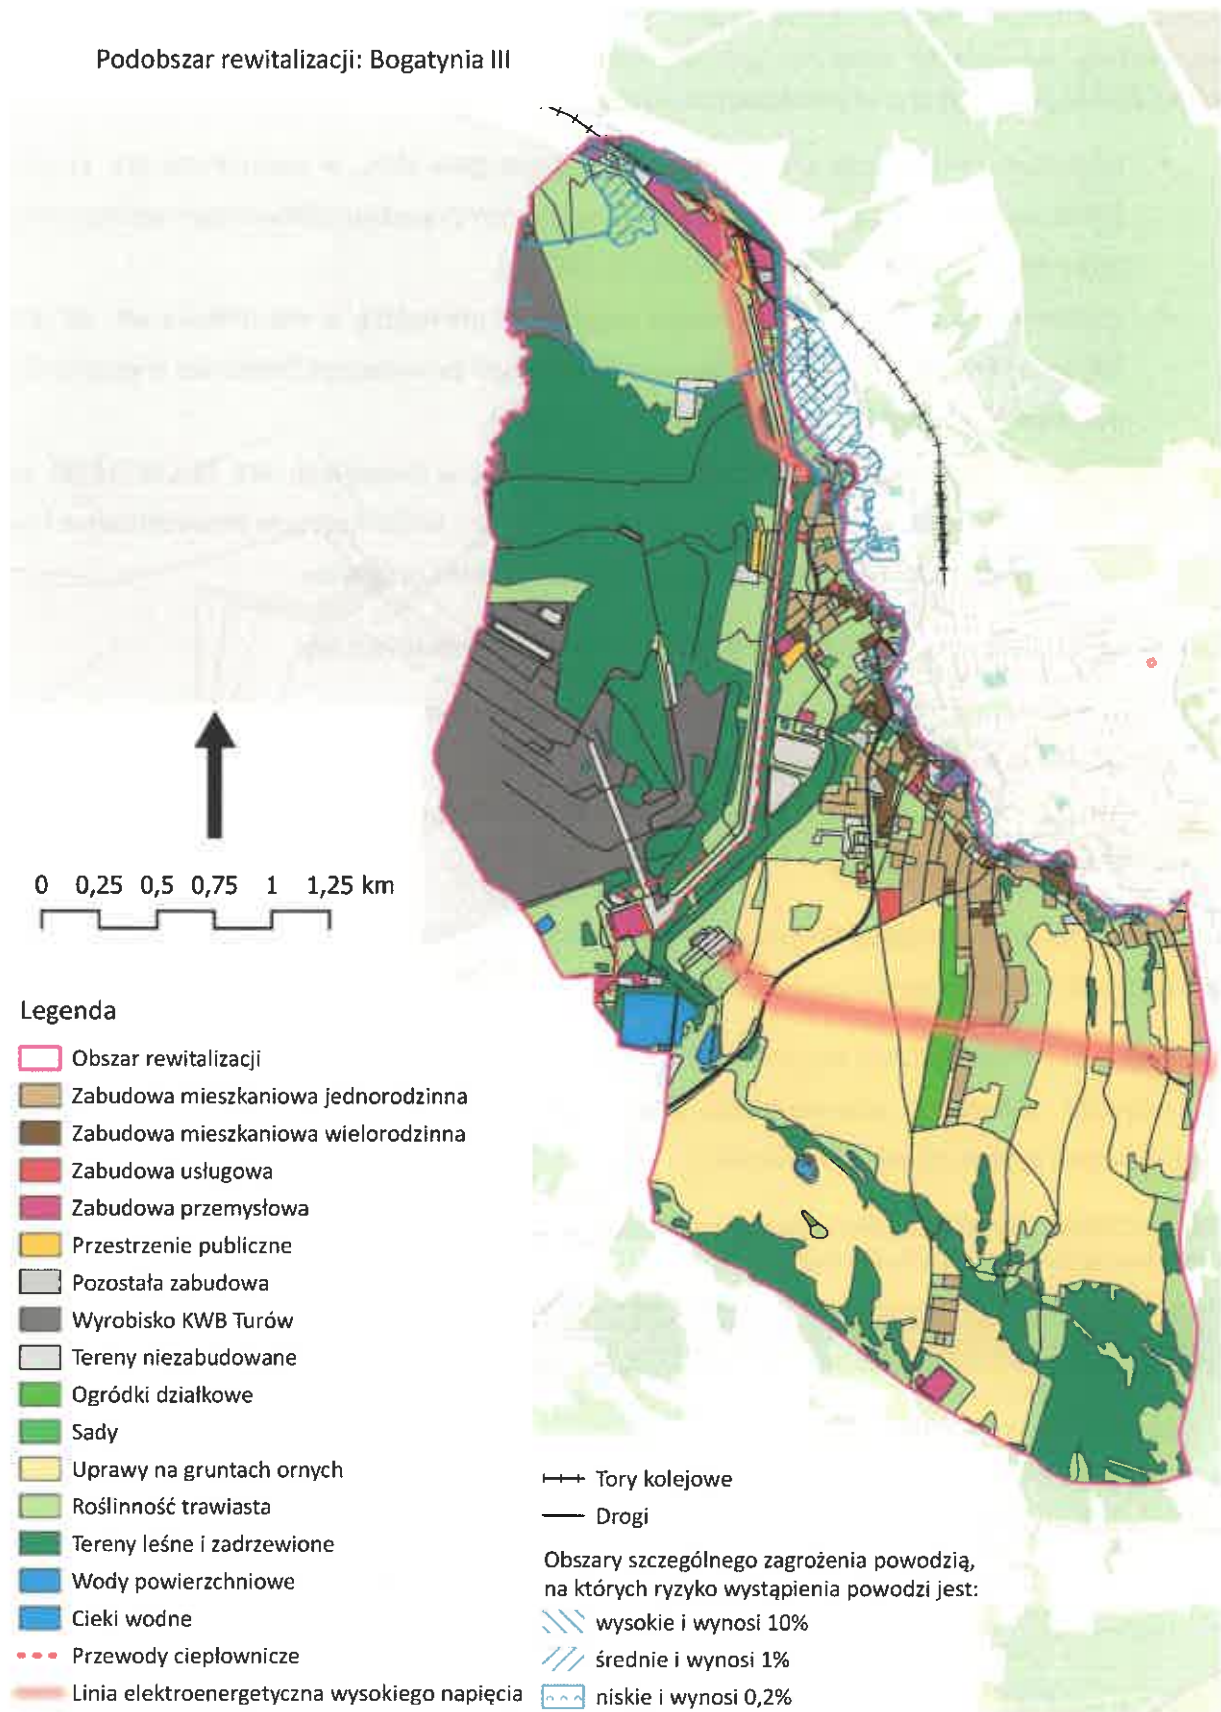 Podobszar rewitalizacji: Bogatynia III
0 0,25 0,5 0,75 1 1,25 km
Legenda
Obszar rewitalizacji
Zabudowa mieszkaniowa jednorodzinna
Zabudowa mieszkaniowa wielorodzinna
Zabudowa usługowa
Zabudowa przemysłowa
Przestrzenie publiczne
Pozostała zabudowa
Wyrobisko KWB Turów
Tereny niezabudowane
Ogródki działkowe
Sady
Uprawy na gruntach ornych
Roślinność trawiasta
Tereny leśne i zadrzewione
Wody powierzchniowe
Cieki wodne
Przewody ciepłownicze
Linia elektroenergetyczna wysokiego napięcia
Tory kolejowe
Drogi
Obszary szczególnego zagrożenia powodzią,
na których ryzyko wystąpienia powodzi jest:
wysokie i wynosi 10%
średnie i wynosi 1%
niskie i wynosi 0,2%